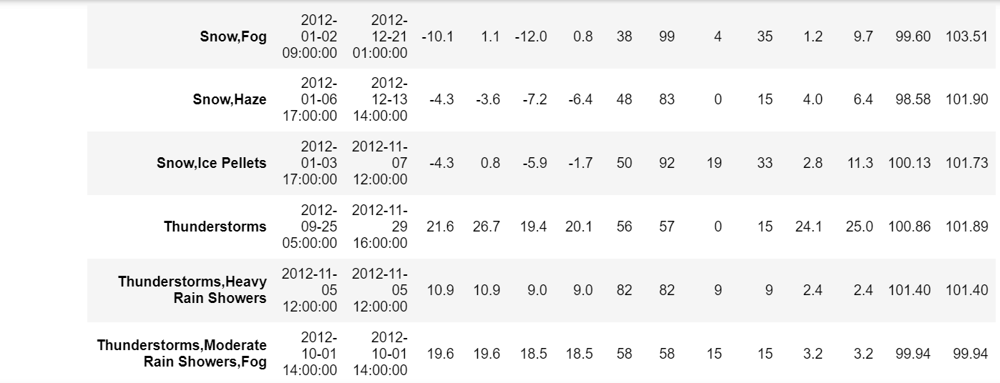 2012- 2012-
Snow,Fog 01-02 12-21 -10.1 1.1 -12.0 0.8 38 99 4 35 1.2 9.7 99.60 103.51
09:00:00 01:00:00
2012- 2012-
Snow,Haze 01-06 12-13 -4.3 -3.6 -7.2 -6.4 48 83 0 15 4.0 6.4 98.58 101.90
17:00:00 14:00:00
2012- 2012-11-
Snow,Ice Pellets 01-03 07 -4.3 0.8 -5.9 -1.7 50 92 19 33 2.8 11.3 100.13 101.73
17:00:00 12:00:00
2012- 2012-11-
Thunderstorms 09-25 29 21.6 26.7 19.4 20.1 56 57 0 15 24.1 25.0 100.86 101.89
05:00:00 16:00:00
Thunderstorms,Heavy 2012-11- 2012-11-
Rain Showers 05 05 10.9 10.9 9.0 9.0 82 82 9 9 2.4 2.4 101.40 101.40
12:00:00 12:00:00
Thunderstorms,Moderate 2012- 2012-
Rain Showers,Fog 10-01 10-01 19.6 19.6 18.5 18.5 58 58 15 15 3.2 3.2 99.94 99.94
14:00:00 14:00:00